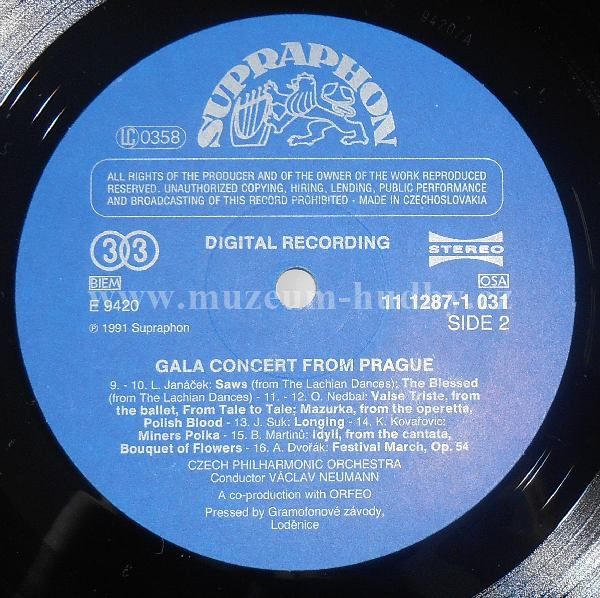 9420/A
SUPRAPHON
LC 0358
ALL RIGHTS OF THE PRODUCER AND OF THE OWNER OF THE WORK REPRODUCED
RESERVED. UNAUTHORIZED COPYING, HIRING, LENDING, PUBLIC PERFORMANCE
AND BROADCASTING OF THIS RECORD PROHIBITED · MADE IN CZECHOSLOVAKIA
33 DIGITAL RECORDING STEREO
BIEM OSA
www.muzeum-hudby
E 9420 11 1287-1 031
℗ 1991 Supraphon SIDE 2
GALA CONCERT FROM PRAGUE
9. - 10. L. Janáček: Saws (from The Lachian Dances); The Blessed
(from The Lachian Dances) - 11. - 12. O. Nedbal: Valse Triste, from
the ballet, From Tale to Tale; Mazurka, from the operetta,
Polish Blood - 13. J. Suk: Longing - 14. K. Kovařovic:
Miners Polka - 15. B. Martinů: Idyll, from the cantata,
Bouquet of Flowers - 16. A. Dvořák: Festival March, Op. 54
CZECH PHILHARMONIC ORCHESTRA
Conductor VÁCLAV NEUMANN
A co-production with ORFEO
Pressed by Gramofonové závody,
Loděnice